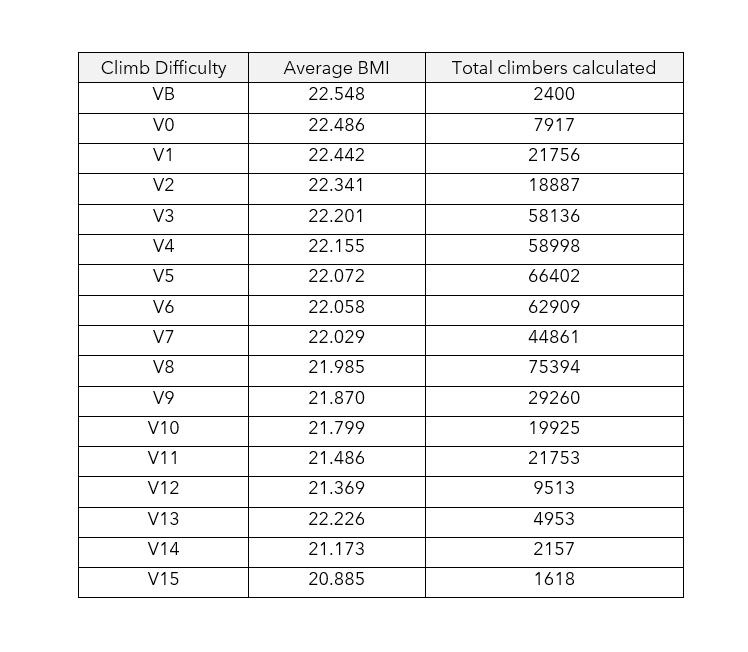 Climb Difficulty Average BMI Total climbers calculated
VB 22.548 2400
V0 22.486 7917
V1 22.442 21756
V2 22.341 18887
V3 22.201 58136
V4 22.155 58998
V5 22.072 66402
V6 22.058 62909
V7 22.029 44861
V8 21.985 75394
V9 21.870 29260
V10 21.799 19925
V11 21.486 21753
V12 21.369 9513
V13 22.226 4953
V14 21.173 2157
V15 20.885 1618